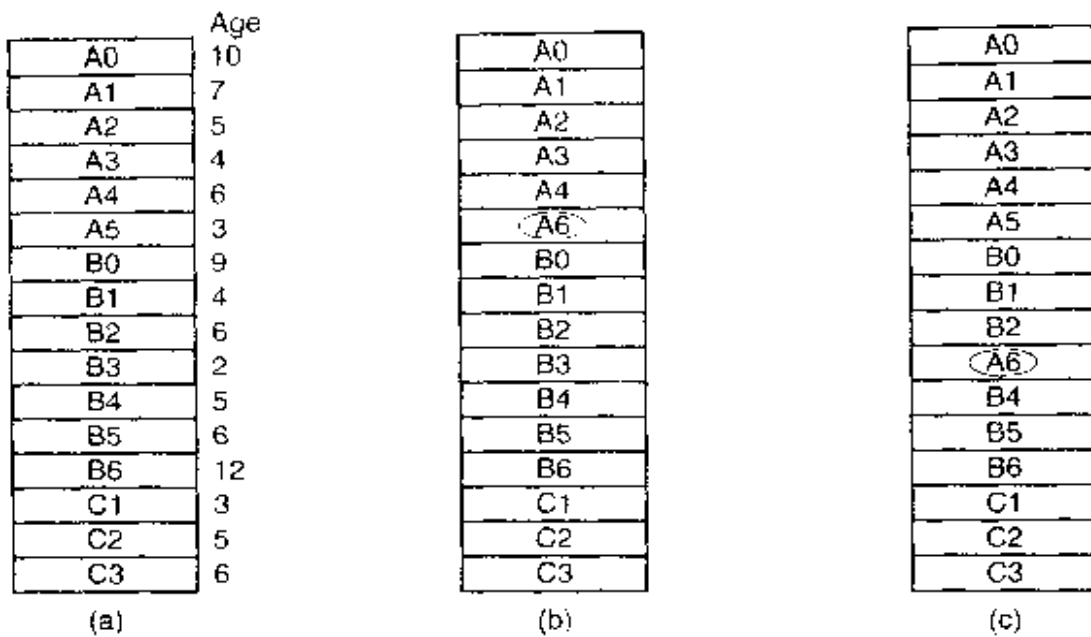 Age
A0 10 A0 A0
A1 7 A1 A1
A2 5 A2 A2
A3 4 A3 A3
A4 6 A4 A4
A5 3 A6 A5
B0 9 B0 B0
B1 4 B1 B1
B2 6 B2 B2
B3 2 B3 A6
B4 5 B4 B4
B5 6 B5 B5
B6 12 B6 B6
C1 3 C1 C1
C2 5 C2 C2
C3 6 C3 C3
(a) (b) (c)